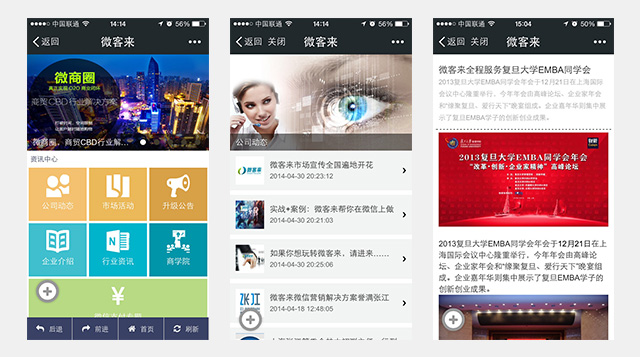 中国联通
14:14
56%
返回
微客来
微商圈
真正实现 O2O 商业闭环
商贸CBD行业解决方案
微商圈，商贸CBD行业解...
资讯中心
公司动态
市场活动
升级公告
企业介绍
行业资讯
商学院
后退
前进
首页
刷新
中国联通
14:14
56%
返回
关闭
微客来
公司动态
微客来市场宣传全国遍地开花
2014-04-30 20:23:12
实战+案例：微客来帮你在微信上做
2014-04-30 20:21:03
如果你想玩转微客来，请进来……
2014-04-30 20:25:06
张江
微客来微信营销解决方案誉满张江
2014-04-18 12:48:05
中国联通
15:04
52%
返回
关闭
微客来
微客来全程服务复旦大学EMBA同学会
2013复旦大学EMBA同学会年会于12月21日在上海国际
会议中心隆重举行，今年年会由高峰论坛、企业家年会
和“缘聚复旦、爱行天下”晚宴组成。企业嘉年华则集中展
示了复旦EMBA学子的创新创业成果。
2013复旦大学EMBA同学会年会
“改革·创新·企业家精神”高峰论坛
2013复旦大学EMBA同学会年会于12月21日在上
海国际会议中心隆重举行，今年年会由高峰论
坛、企业家年会和“缘聚复旦、爱行天下”晚宴组
成。企业嘉年华则集中展示了复旦EMBA学子的
创新创业成果。